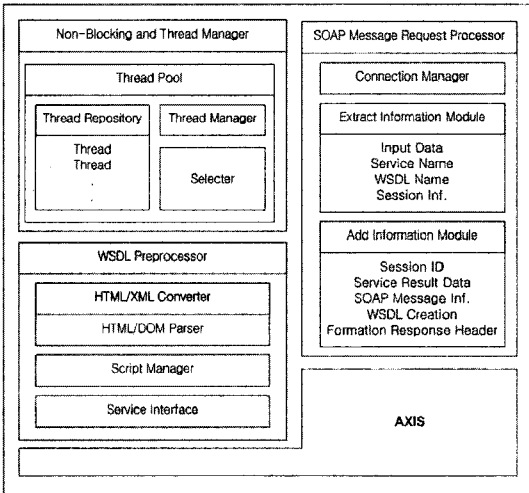 Non-Blocking and Thread Manager
Thread Pool
Thread Repository
Thread
Thread
.
Thread Manager
Selecter
WSDL Preprocessor
HTML/XML Converter
HTML/DOM Parser
Script Manager
Service Interface
SOAP Message Request Processor
Connection Manager
Extract Information Module
Input Data
Service Name
WSDL Name
Session Inf.
Add Information Module
Session ID
Service Result Data
SOAP Message Inf.
WSDL Creation
Formation Response Header
AXIS